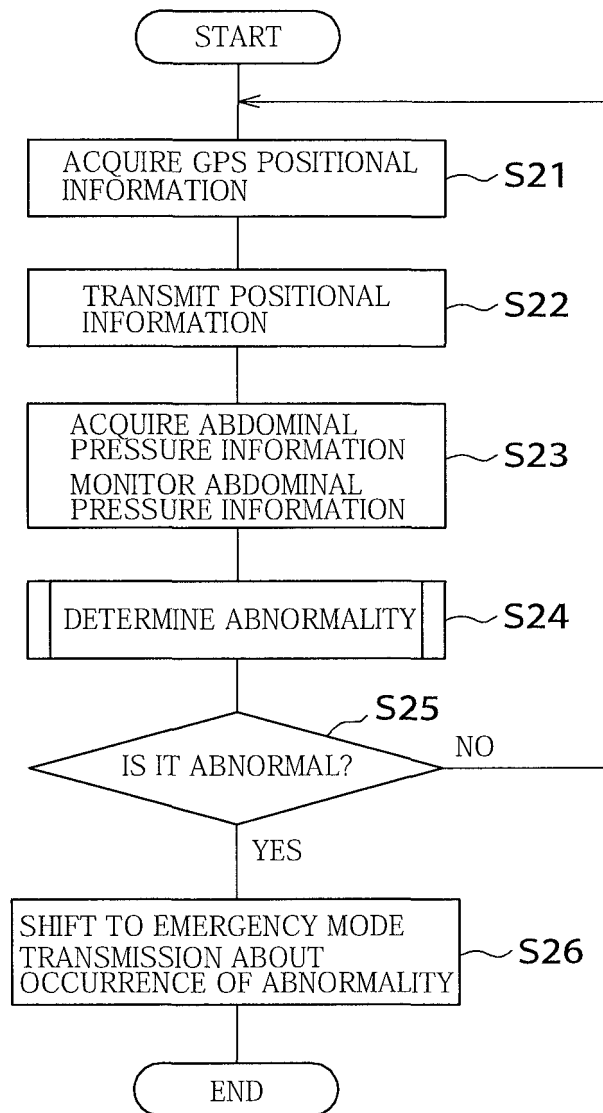 START
ACQUIRE GPS POSITIONAL
INFORMATION
S21
TRANSMIT POSITIONAL
INFORMATION
S22
ACQUIRE ABDOMINAL
PRESSURE INFORMATION
MONITOR ABDOMINAL
PRESSURE INFORMATION
S23
DETERMINE ABNORMALITY
S24
S25
IS IT ABNORMAL?
NO
YES
SHIFT TO EMERGENCY MODE
TRANSMISSION ABOUT
OCCURRENCE OF ABNORMALITY
S26
END